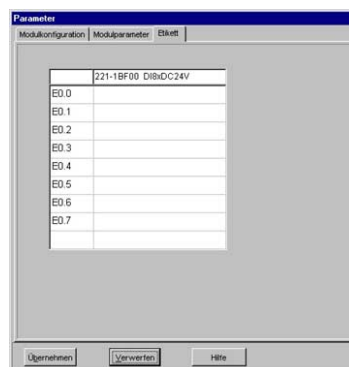 Parameter
Modulkonfiguration Modulparameter Etikett
221-1BF00 DI8xDC24V
E0.0
E0.1
E0.2
E0.3
E0.4
E0.5
E0.6
E0.7
Übernehmen Verwerfen Hilfe